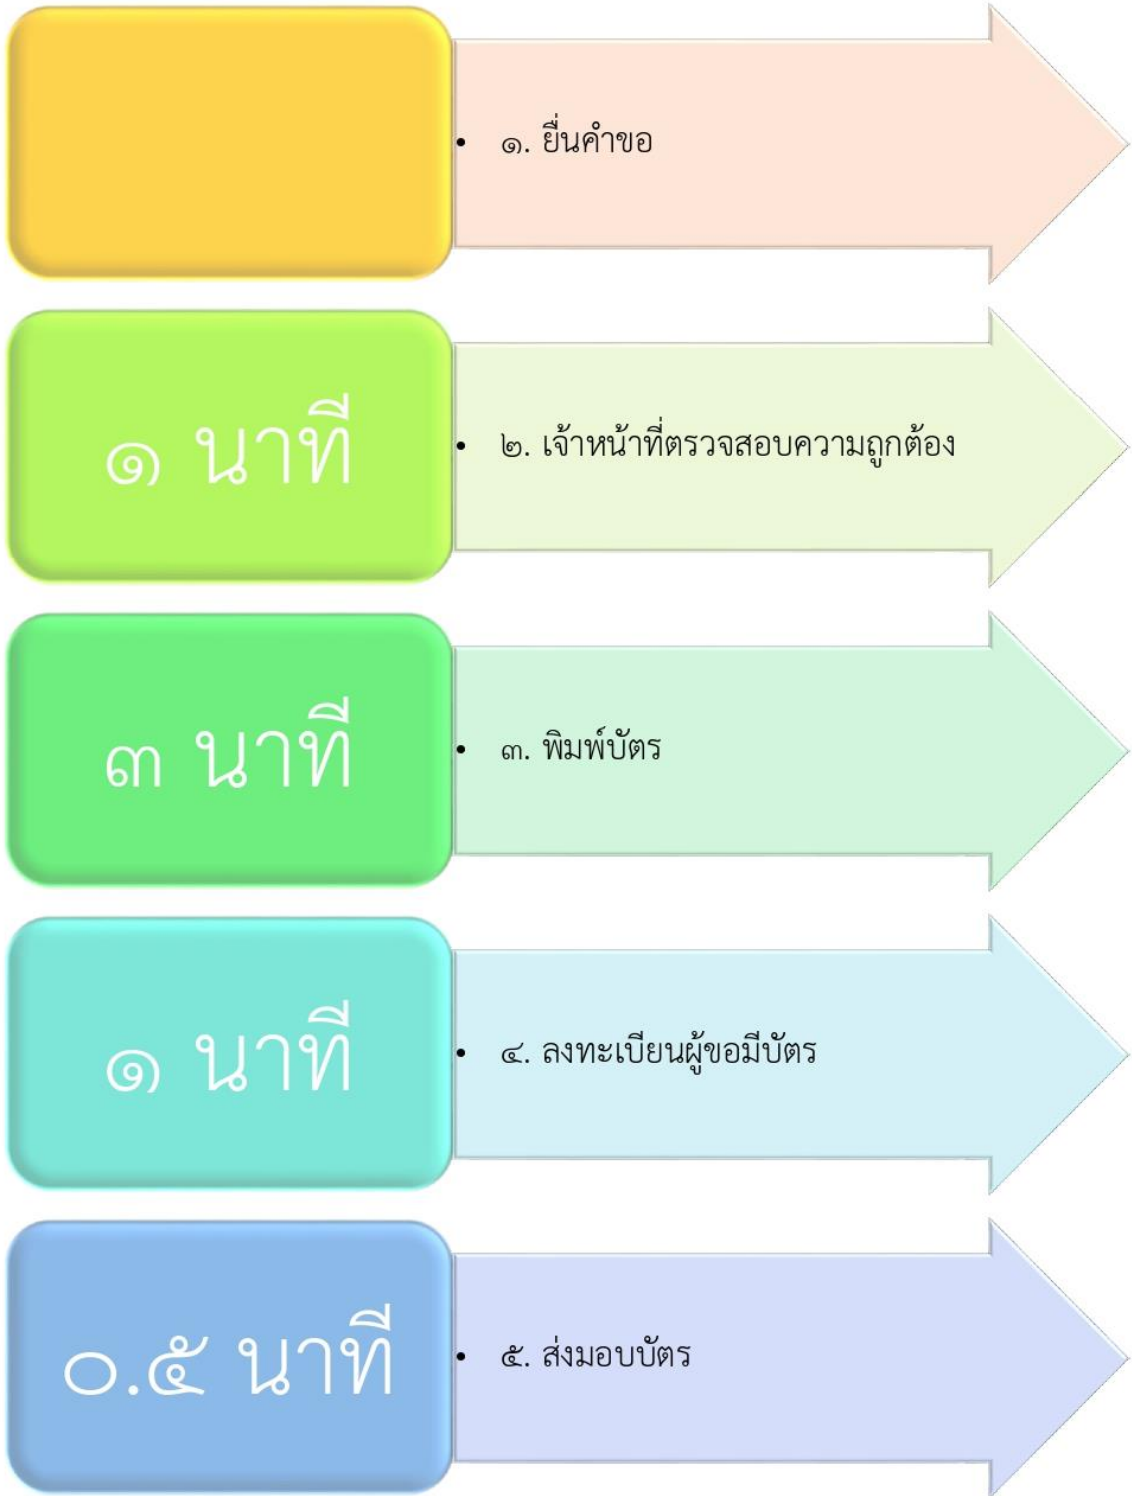 • ๑. ยื่นคำขอ
๑ นาที
• ๒. เจ้าหน้าที่ตรวจสอบความถูกต้อง
๓ นาที
• ๓. พิมพ์บัตร
๑ นาที
• ๔. ลงทะเบียนผู้ขอมีบัตร
๐.๕ นาที
• ๕. ส่งมอบบัตร